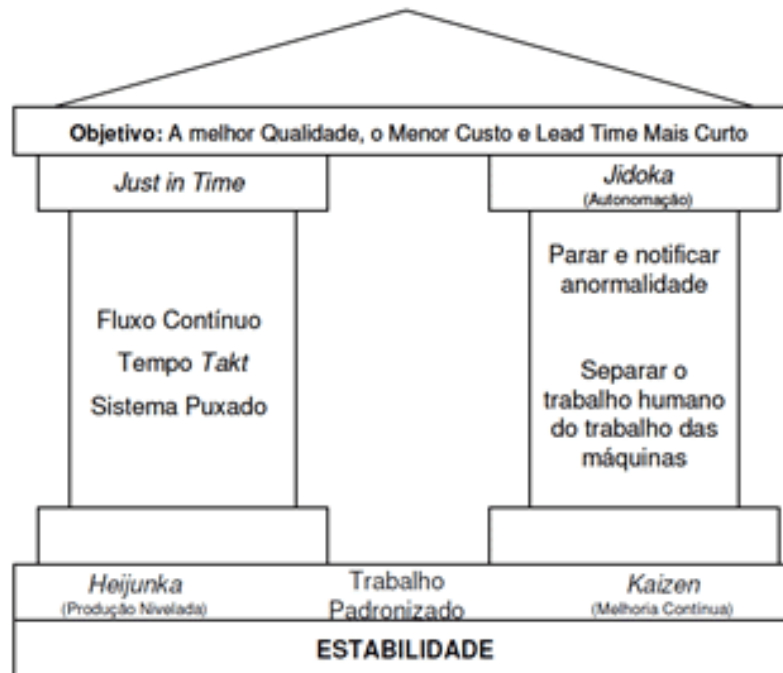 Objetivo: A melhor Qualidade, o Menor Custo e Lead Time Mais Curto
Just in Time
Jidoka
(Autonomação)
Fluxo Contínuo
Tempo Takt
Sistema Puxado
Parar e notificar
anormalidade
Separar o
trabalho humano
do trabalho das
máquinas
Heijunka
(Produção Nivelada)
Trabalho
Padronizado
Kaizen
(Melhoria Contínua)
ESTABILIDADE